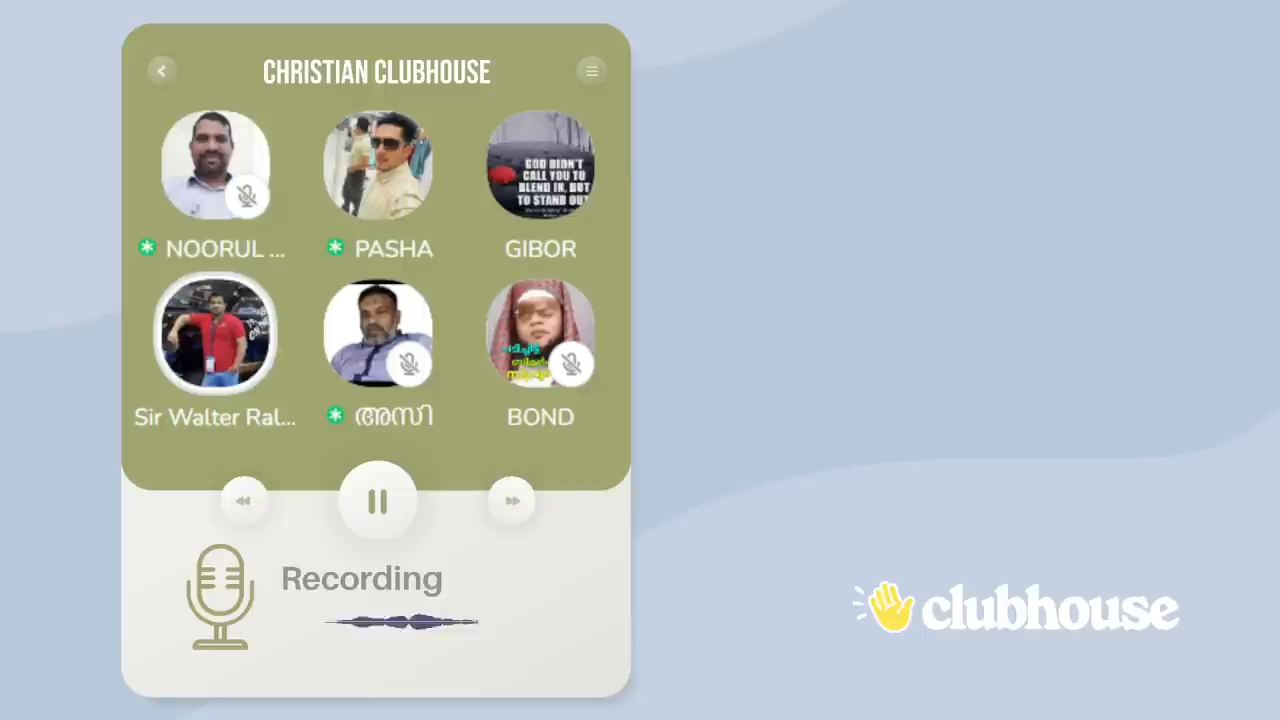 CHRISTIAN CLUBHOUSE
GOD DIDN'T
CALL YOU TO
BLEND IN, BUT
TO STAND OUT
NOORUL ...
PASHA
GIBOR
Sir Walter Ral...
അസി
BOND
Recording
clubhouse